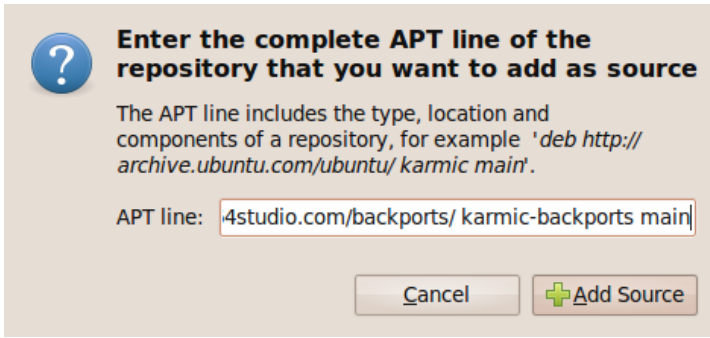 Enter the complete APT line of the
repository that you want to add as source
The APT line includes the type, location and
components of a repository, for example 'deb http://
archive.ubuntu.com/ubuntu/ karmic main'.
APT line: 4studio.com/backports/ karmic-backports main
Cancel
Add Source